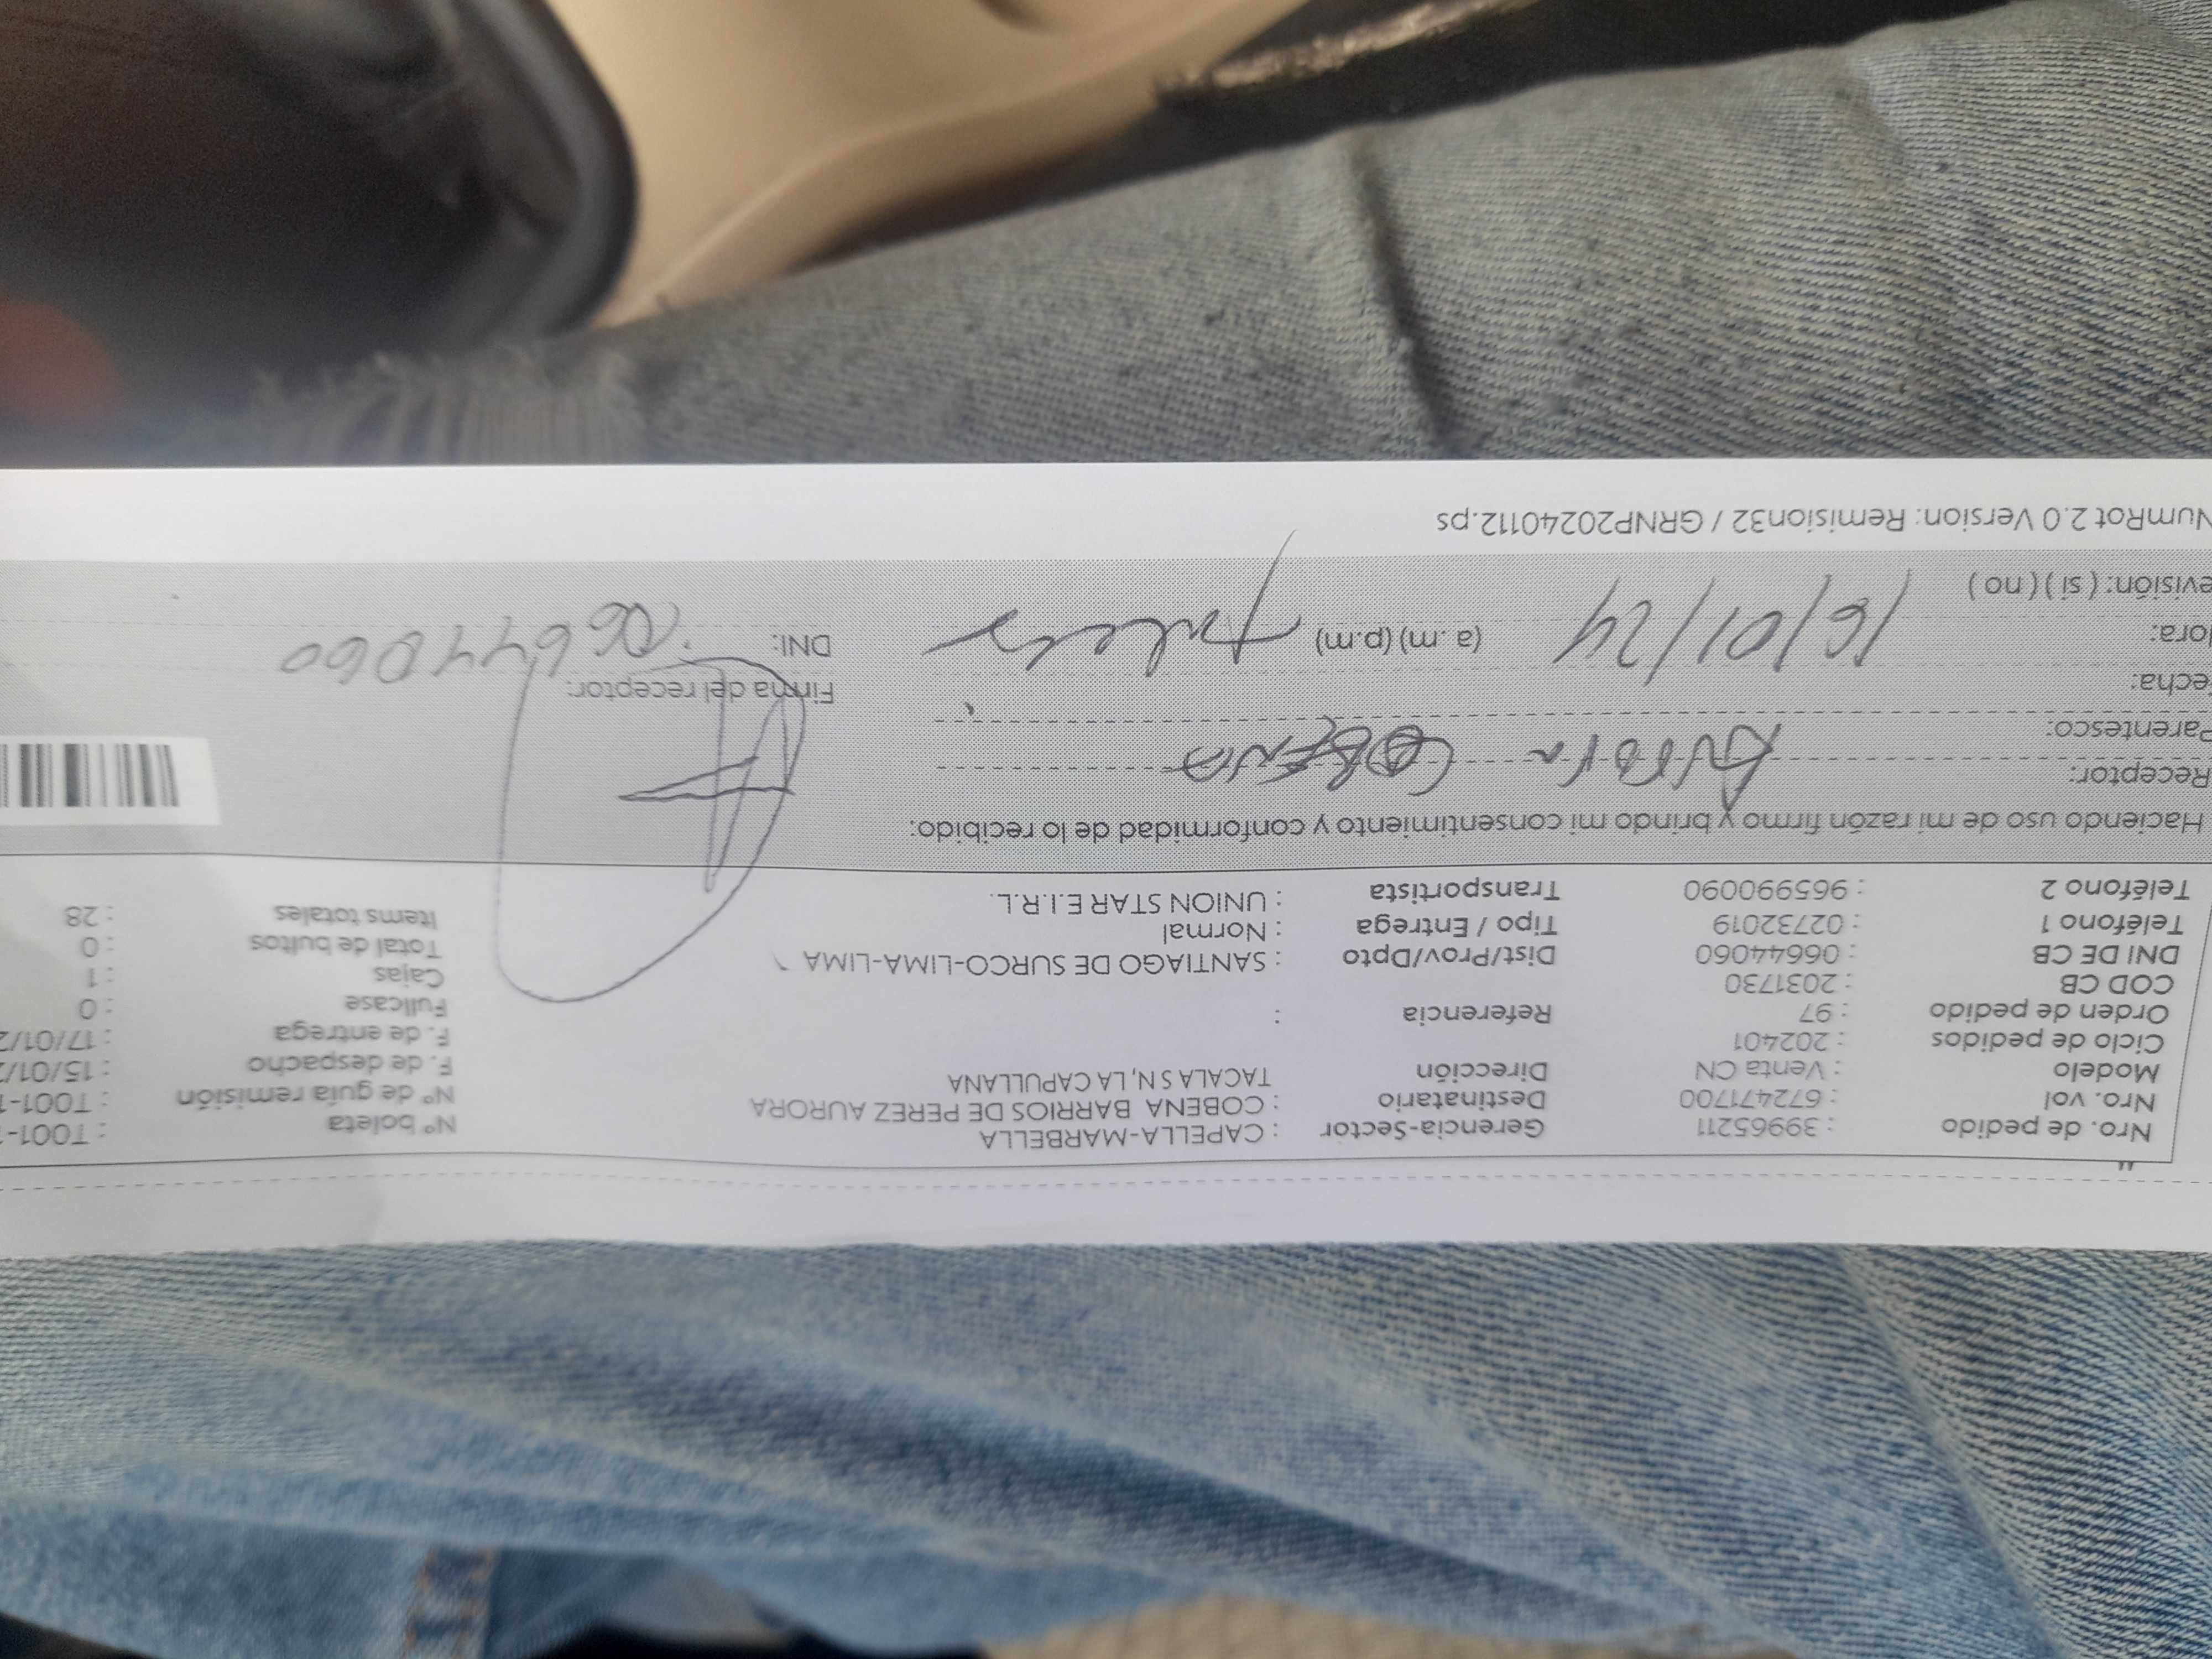 Nro. de pedido : 39965211 Gerencia-Sector : CAPELLA-MARBELLA Nº boleta : T001-
Nro. vol : 672471700 Destinatario : COBENA BARRIOS DE PEREZ AURORA Nº de guía remisión : T001-
Modelo : Venta CN Dirección TACALA SN, LA CAPULLANA F. de despacho : 15/01/2
Ciclo de pedidos : 202401 F. de entrega : 17/01/2
Orden de pedido : 97 Referencia : Fullcase : 0
COD CB : 2031730 Cajas : 1
DNI DE CB : 06644060 Dist/Prov/Dpto : SANTIAGO DE SURCO-LIMA-LIMA Total de bultos : 0
Teléfono 1 : 02732019 Tipo / Entrega : Normal Items totales : 28
Teléfono 2 : 965990090 Transportista : UNION STAR E.I.R.L.
Haciendo uso de mi razón firmo y brindo mi consentimiento y conformidad de lo recibido:
Receptor: Aurora COBENA
Parentesco:
Fecha: 16/01/24 Firma del receptor:
Hora: (a. m) (p.m) DNI: 06644060
evisión: ( si ) ( no )
NumRot 2.0 Version: Remision32 / GRNP20240112.ps